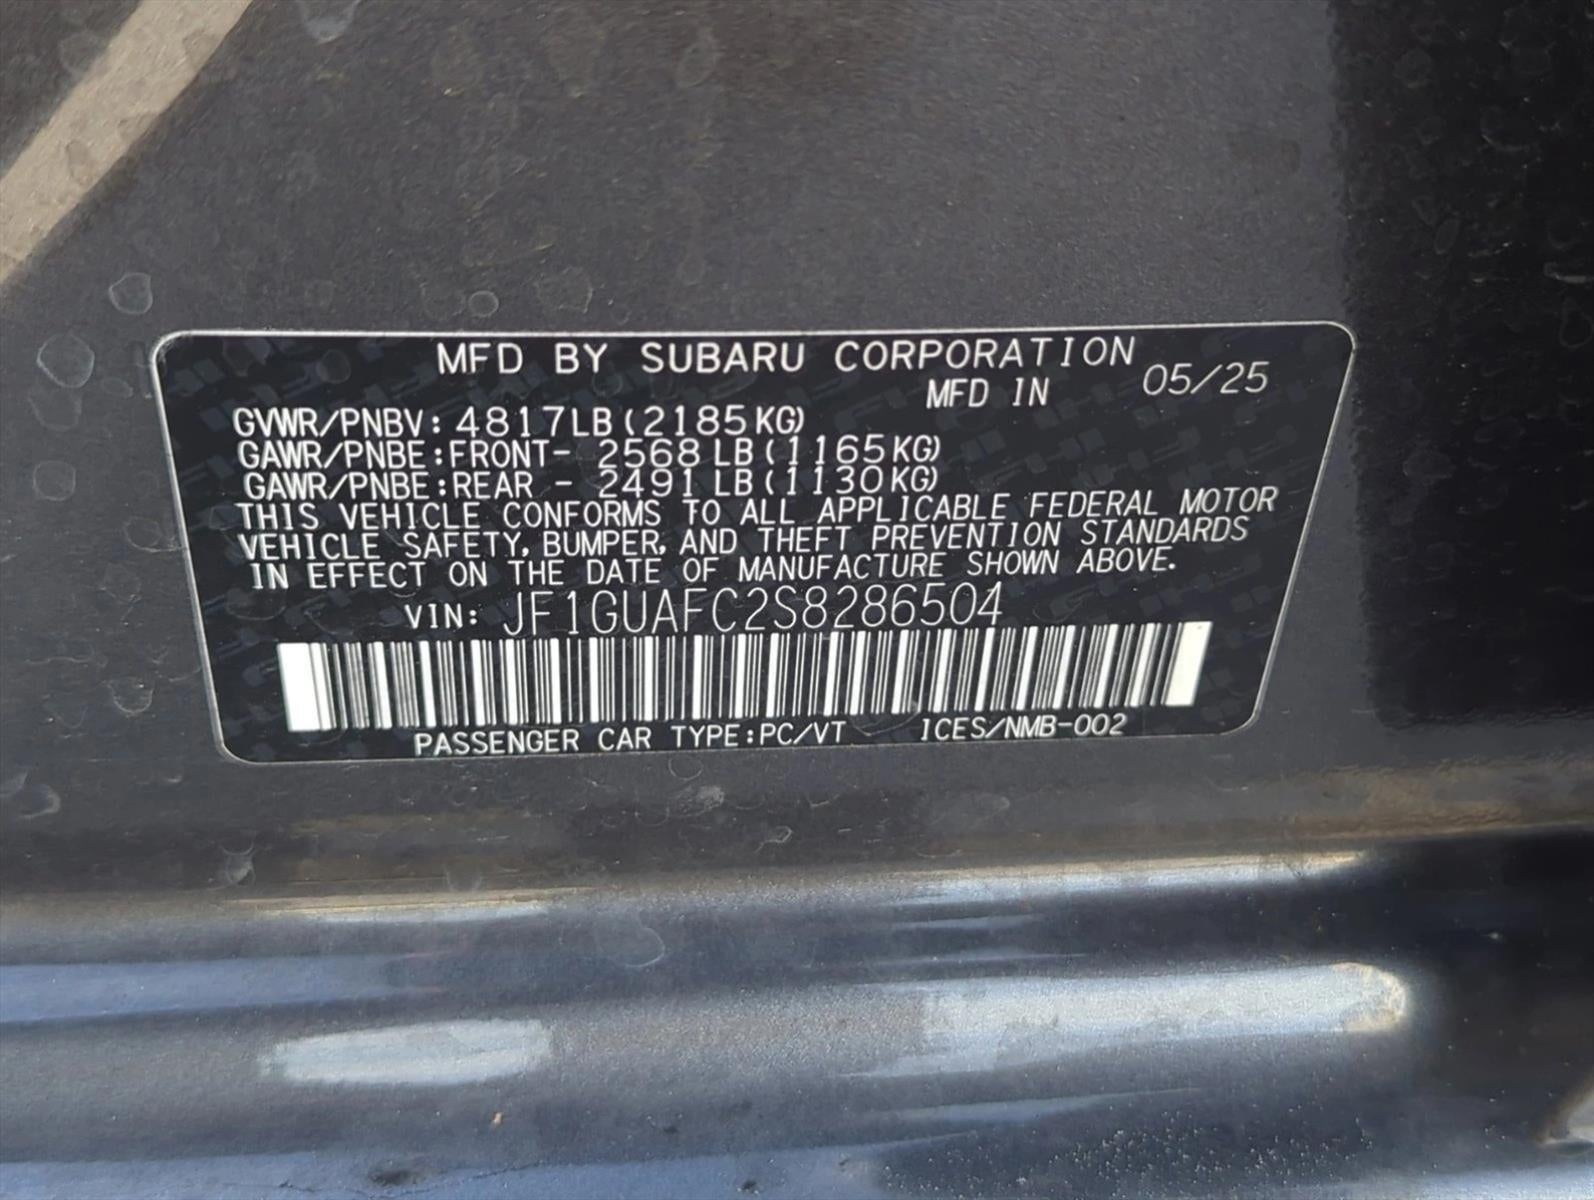 MFD BY SUBARU CORPORATION
MFD IN 05/25
GVWR/PNBV: 4817LB (2185KG)
GAWR/PNBE:FRONT- 2568 LB (1165KG)
GAWR/PNBE:REAR - 2491 LB (1130KG)
THIS VEHICLE CONFORMS TO ALL APPLICABLE FEDERAL MOTOR
VEHICLE SAFETY, BUMPER, AND THEFT PREVENTION STANDARDS
IN EFFECT ON THE DATE OF MANUFACTURE SHOWN ABOVE.
VIN: JF1GUAFC2S8286504
PASSENGER CAR TYPE:PC/VT ICES/NMB-002